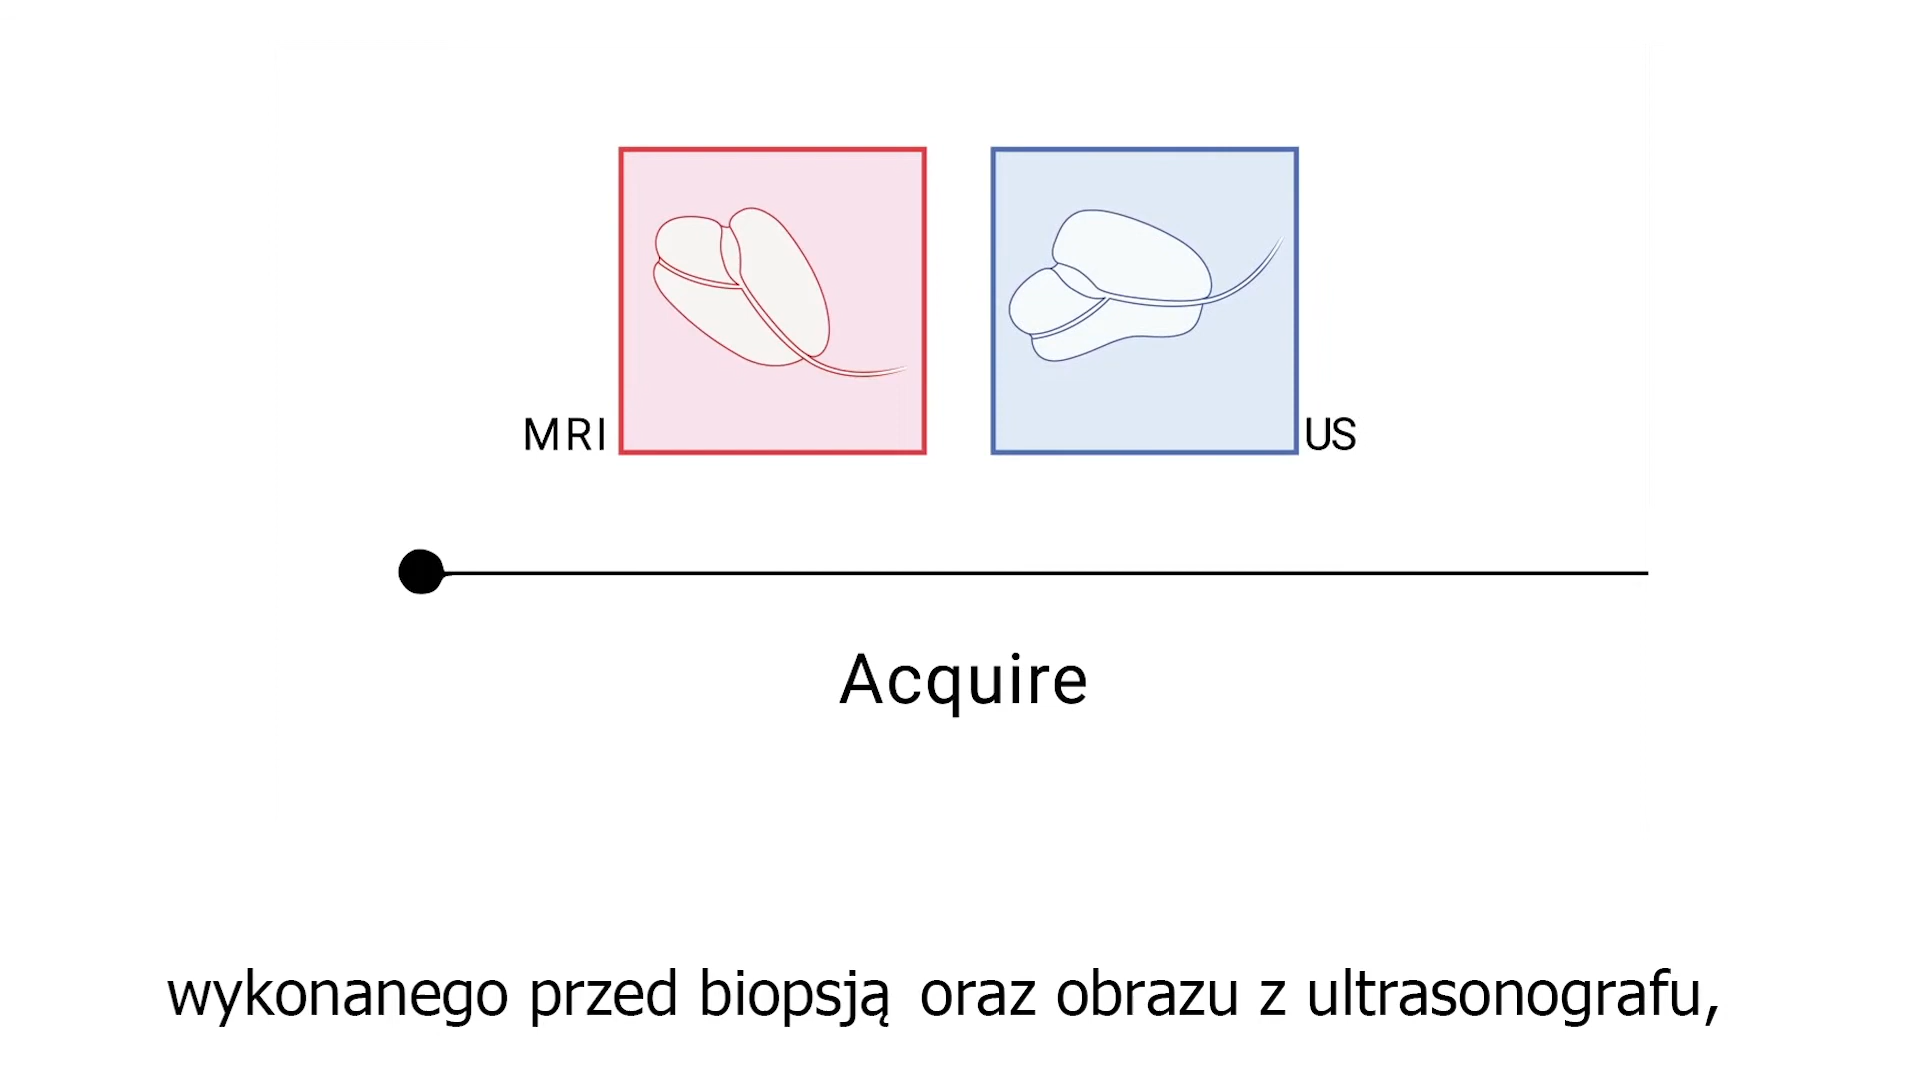 MRI
US
Acquire
wykonanego przed biopsją oraz obrazu z ultrasonografu,